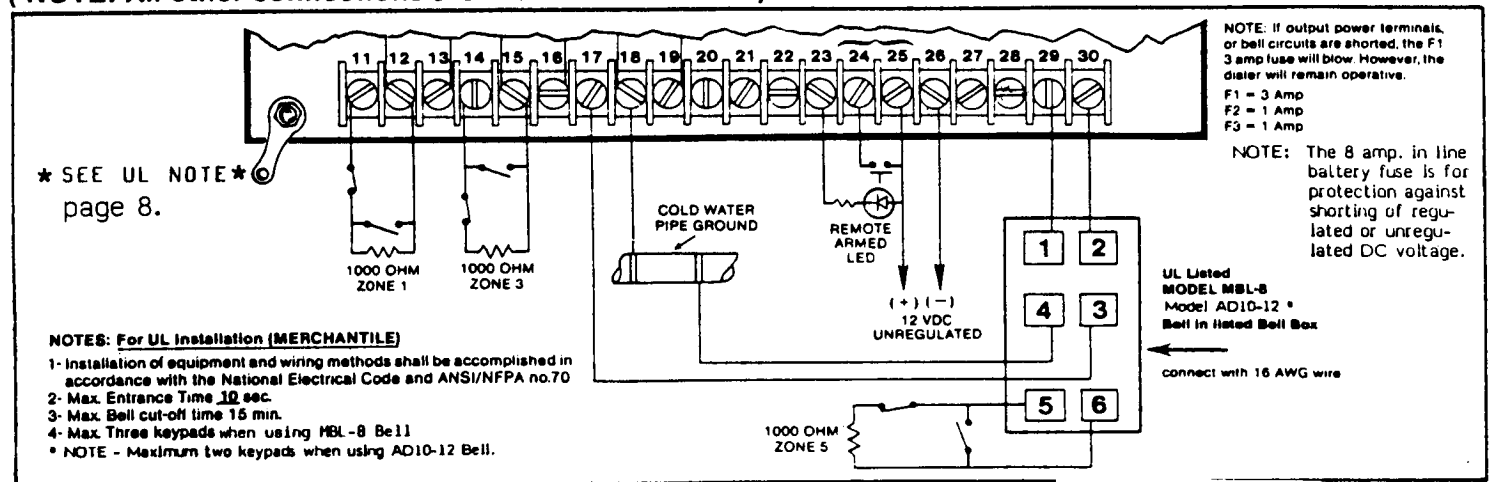 NOTE: If output power terminals,
or bell circuits are shorted, the F1
3 amp fuse will blow. However, the
dialer will remain operative.
F1 = 3 Amp
F2 = 1 Amp
F3 = 1 Amp
NOTE: The 8 amp. in line
battery fuse is for
protection against
shorting of regu-
lated or unregu-
lated DC voltage.
11 12 13 14 15 16 17 18 19 20 21 22 23 24 25 26 27 28 29 30
* SEE UL NOTE *
page 8.
1000 OHM
ZONE 1
1000 OHM
ZONE 3
COLD WATER
PIPE GROUND
REMOTE
ARMED
LED
(+) (–)
12 VDC
UNREGULATED
1 2
4 3
5 6
UL Listed
MODEL MBL-8
Model AD10-12 *
Bell in listed Bell Box
connect with 16 AWG wire
1000 OHM
ZONE 5
NOTES: For UL Installation (MERCHANTILE)
1- Installation of equipment and wiring methods shall be accomplished in
accordance with the National Electrical Code and ANSI/NFPA no.70
2- Max. Entrance Time 10 sec.
3- Max. Bell cut-off time 15 min.
4- Max. Three keypads when using MBL-8 Bell
* NOTE - Maximum two keypads when using AD10-12 Bell.